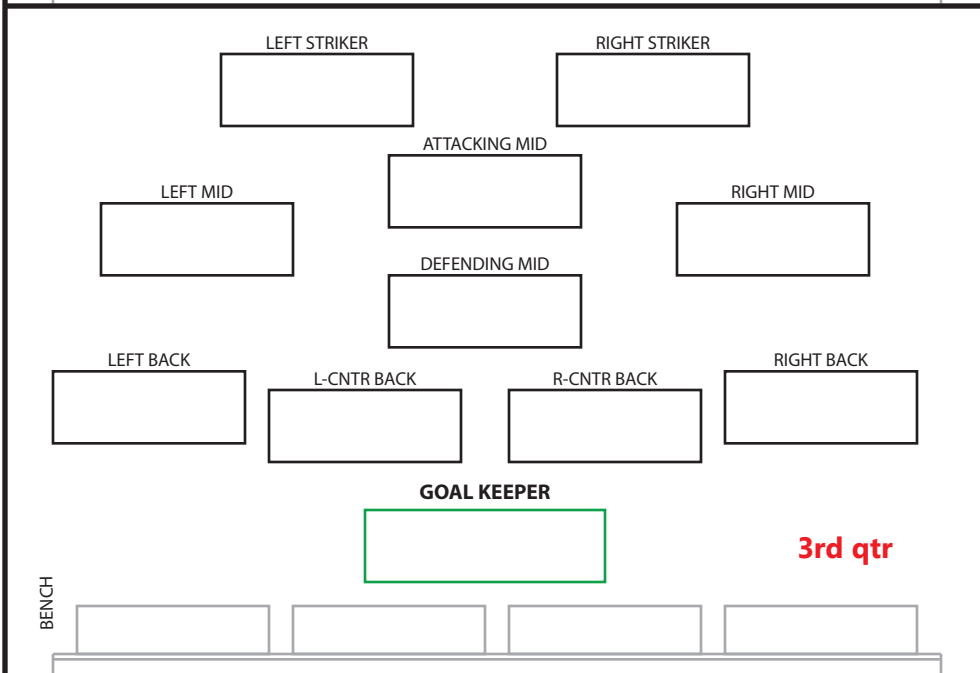 LEFT STRIKER
RIGHT STRIKER
ATTACKING MID
LEFT MID
RIGHT MID
DEFENDING MID
LEFT BACK
RIGHT BACK
L-CNTR BACK
R-CNTR BACK
GOAL KEEPER
3rd qtr
BENCH